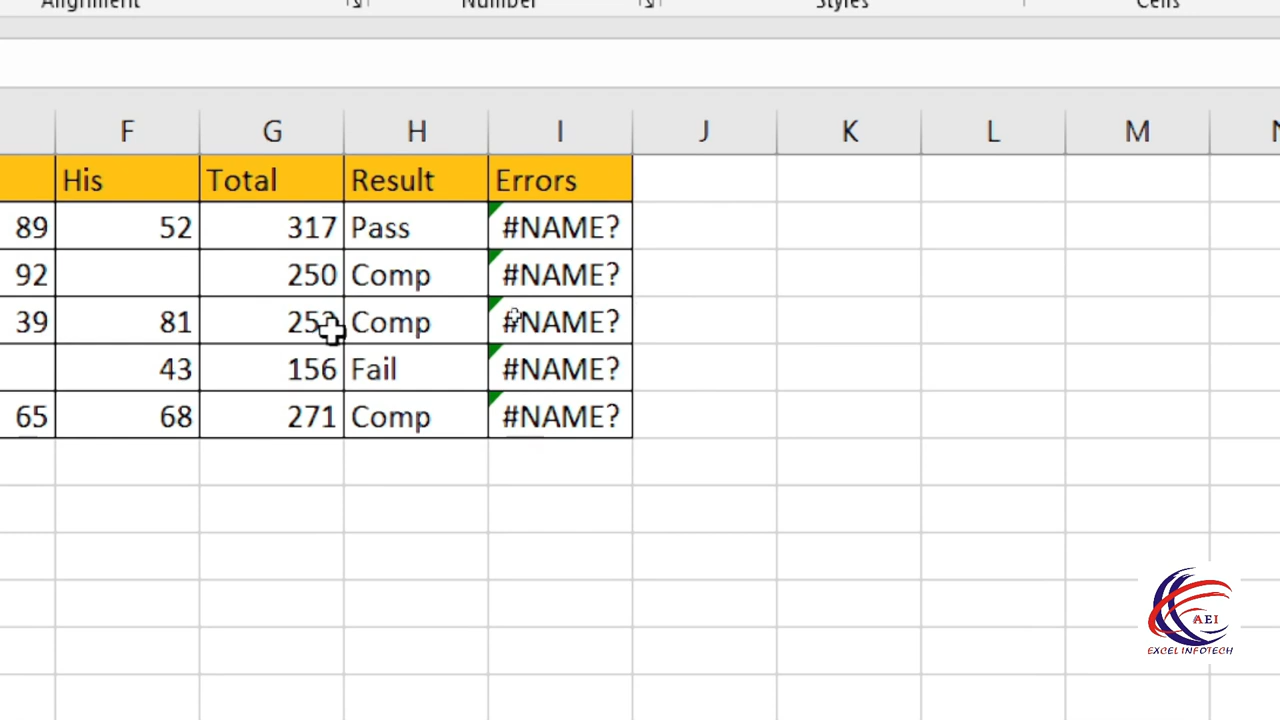 Alignment Number Styles Cells
F G H I J K L M N
His Total Result Errors
89 52 317 Pass #NAME?
92 250 Comp #NAME?
39 81 Comp #NAME?
43 156 Fail #NAME?
65 68 271 Comp #NAME?
AEI
EXCEL INFOTECH